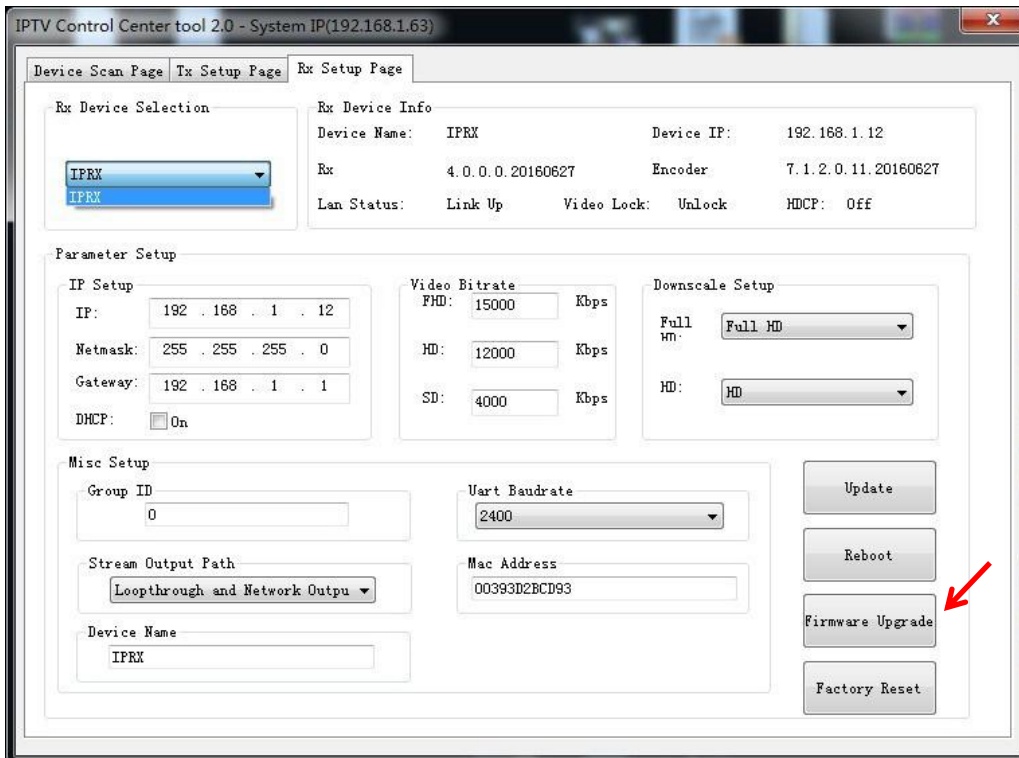 IPTV Control Center tool 2.0 - System IP(192.168.1.63)
Device Scan Page Tx Setup Page Rx Setup Page
Rx Device Selection
IPRX
IPRX
Rx Device Info
Device Name: IPRX Device IP: 192.168.1.12
Rx 4.0.0.0.20160627 Encoder 7.1.2.0.11.20160627
Lan Status: Link Up Video Lock: Unlock HDCP: Off
Parameter Setup
IP Setup
IP: 192 . 168 . 1 . 12
Netmask: 255 . 255 . 255 . 0
Gateway: 192 . 168 . 1 . 1
DHCP: On
Video Bitrate
FHD: 15000 Kbps
HD: 12000 Kbps
SD: 4000 Kbps
Downscale Setup
Full HD: Full HD
HD: HD
Misc Setup
Group ID
0
Uart Baudrate
2400
Stream Output Path
Loopthrough and Network Outpu
Mac Address
00393D2BCD93
Device Name
IPRX
Update
Reboot
Firmware Upgrade
Factory Reset